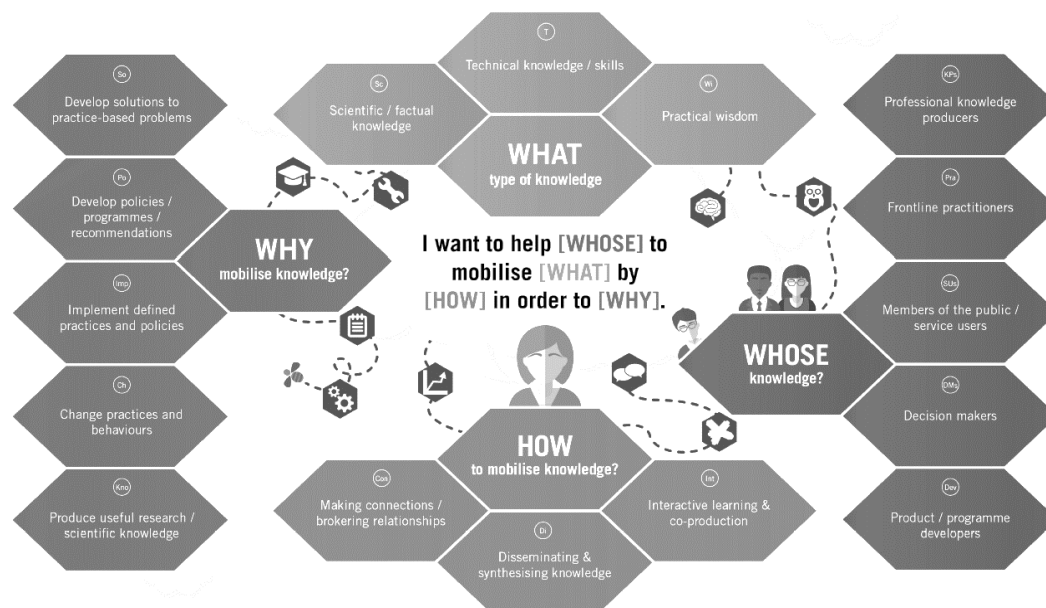 So
Develop solutions to
practice-based problems
Po
Develop policies /
programmes /
recommendations
Imp
Implement defined
practices and policies
Ch
Change practices and
behaviours
Kno
Produce useful research /
scientific knowledge
WHY
mobilise knowledge?
Sc
Scientific / factual
knowledge
T
Technical knowledge / skills
Wi
Practical wisdom
WHAT
type of knowledge
I want to help [WHOSE] to
mobilise [WHAT] by
[HOW] in order to [WHY].
HOW
to mobilise knowledge?
Con
Making connections /
brokering relationships
Di
Disseminating &
synthesising knowledge
Int
Interactive learning &
co-production
WHOSE
knowledge?
KPs
Professional knowledge
producers
Pra
Frontline practitioners
SUs
Members of the public /
service users
DMs
Decision makers
Dev
Product / programme
developers